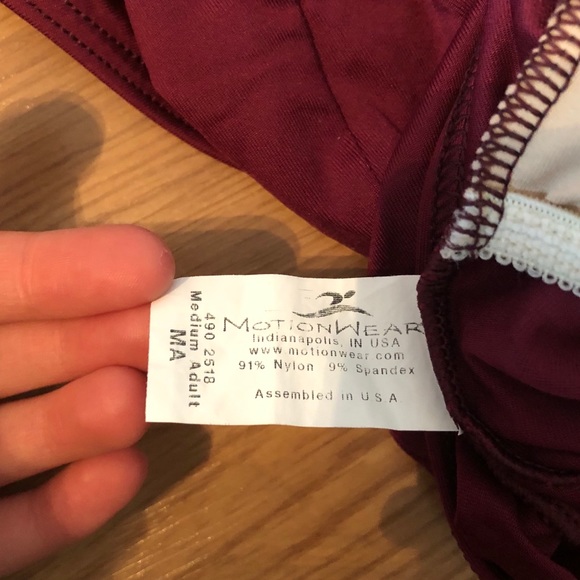 MOTIONWEAR
Indianapolis, IN USA
www.motionwear.com
91% Nylon 9% Spandex
Assembled in U.S.A
490 2518
Medium Adult
MA